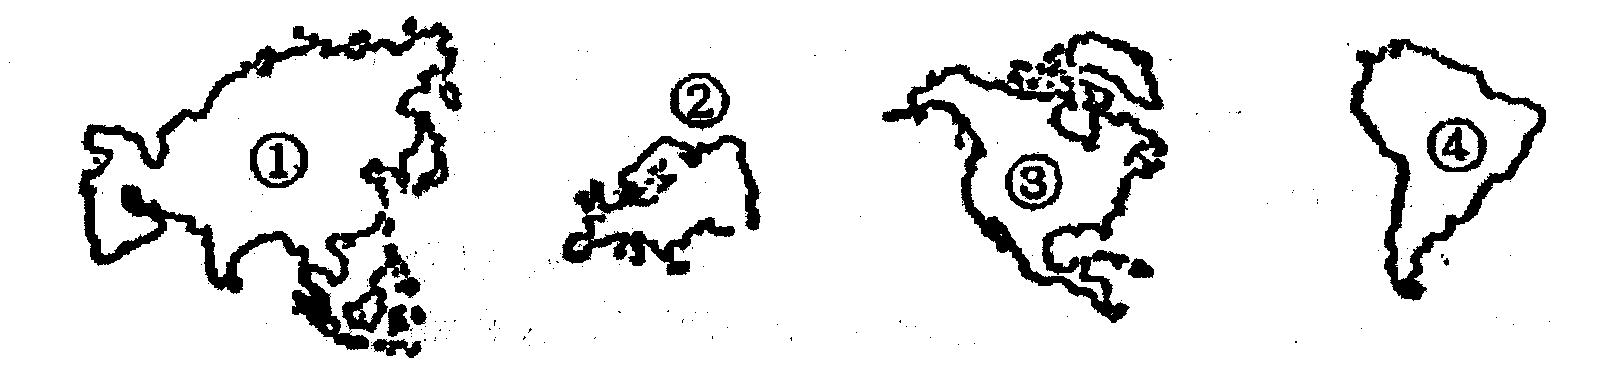 ① ② ③ ④